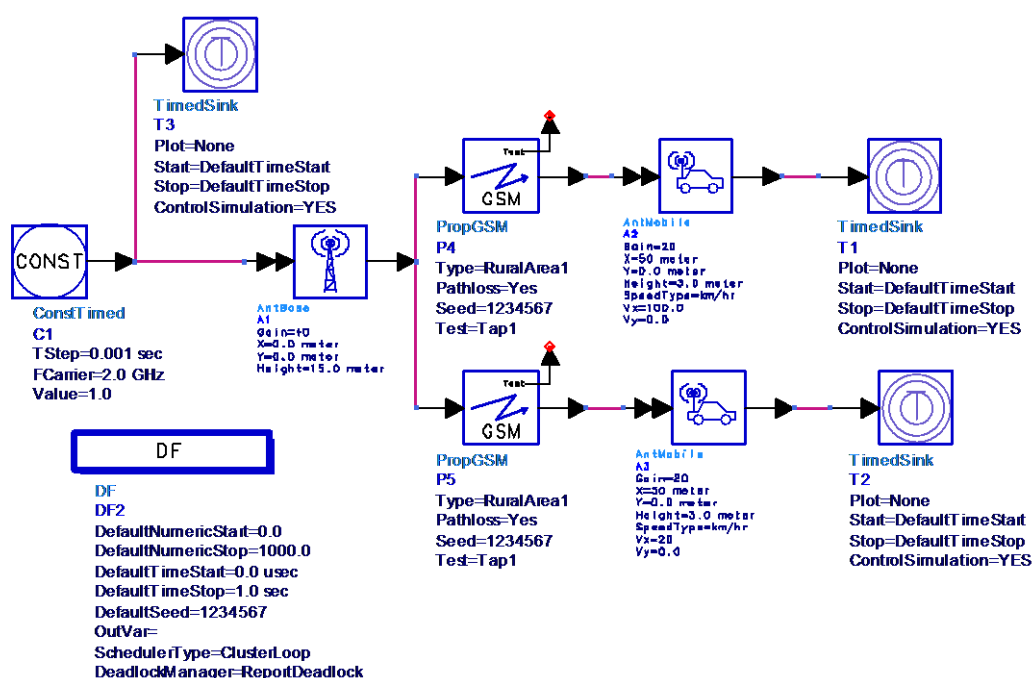 TimedSink
T3
Plot=None
Start=DefaultTimeStart
Stop=DefaultTimeStop
ControlSimulation=YES
CONST
ConstTimed
C1
TStep=0.001 sec
FCarrier=2.0 GHz
Value=1.0
AntBase
A1
X=0.0 meter
Y=0.0 meter
Height=15.0 meter
Test
GSM
PropGSM
P4
Type=RuralArea1
Pathloss=Yes
Seed=1234567
Test=Tap1
AntMobile
A2
Gain=20
X=50 meter
Y=0.0 meter
Height=3.0 meter
SpeedType=km/hr
Vx=100.0
Vy=0.0
TimedSink
T1
Plot=None
Start=DefaultTimeStart
Stop=DefaultTimeStop
ControlSimulation=YES
Test
GSM
PropGSM
P5
Type=RuralArea1
Pathloss=Yes
Seed=1234567
Test=Tap1
AntMobile
A3
Gain=20
X=50 meter
Y=0.0 meter
Height=3.0 meter
SpeedType=km/hr
Vx=20
Vy=0.0
TimedSink
T2
Plot=None
Start=DefaultTimeStart
Stop=DefaultTimeStop
ControlSimulation=YES
DF
DF
DF2
DefaultNumericStart=0.0
DefaultNumericStop=1000.0
DefaultTimeStart=0.0 usec
DefaultTimeStop=1.0 sec
DefaultSeed=1234567
OutVar=
SchedulerType=ClusterLoop
DeadlockManager=ReportDeadlock